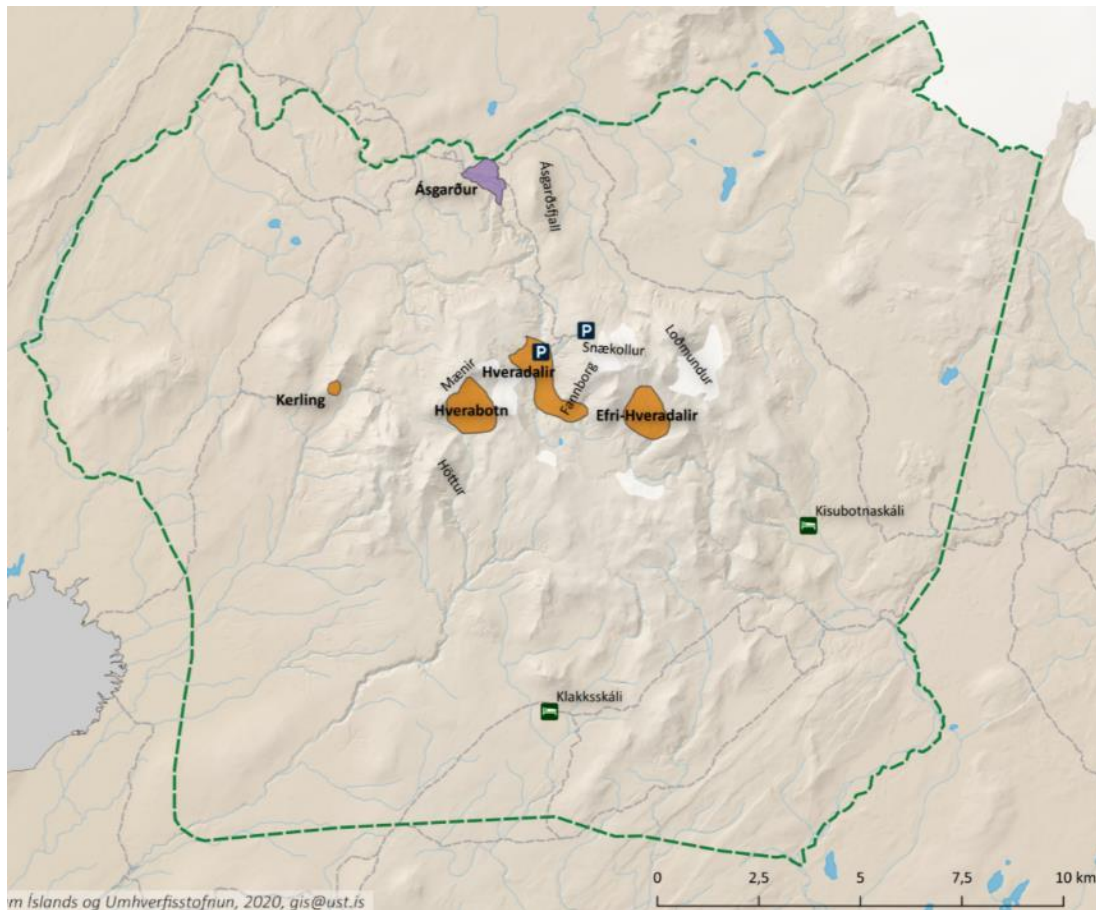 Ásgarður
Ásgarðsfjall
P
Snækollur
Loðmundur
P
Hveradalir
Mænir
Fannborg
Kerling
Hverabotn
Efri-Hveradalir
Höttur
Kisubotnaskáli
Klakksskáli
0 2,5 5 7,5 10 km
m Íslands og Umhverfisstofnun, 2020, gis@ust.is